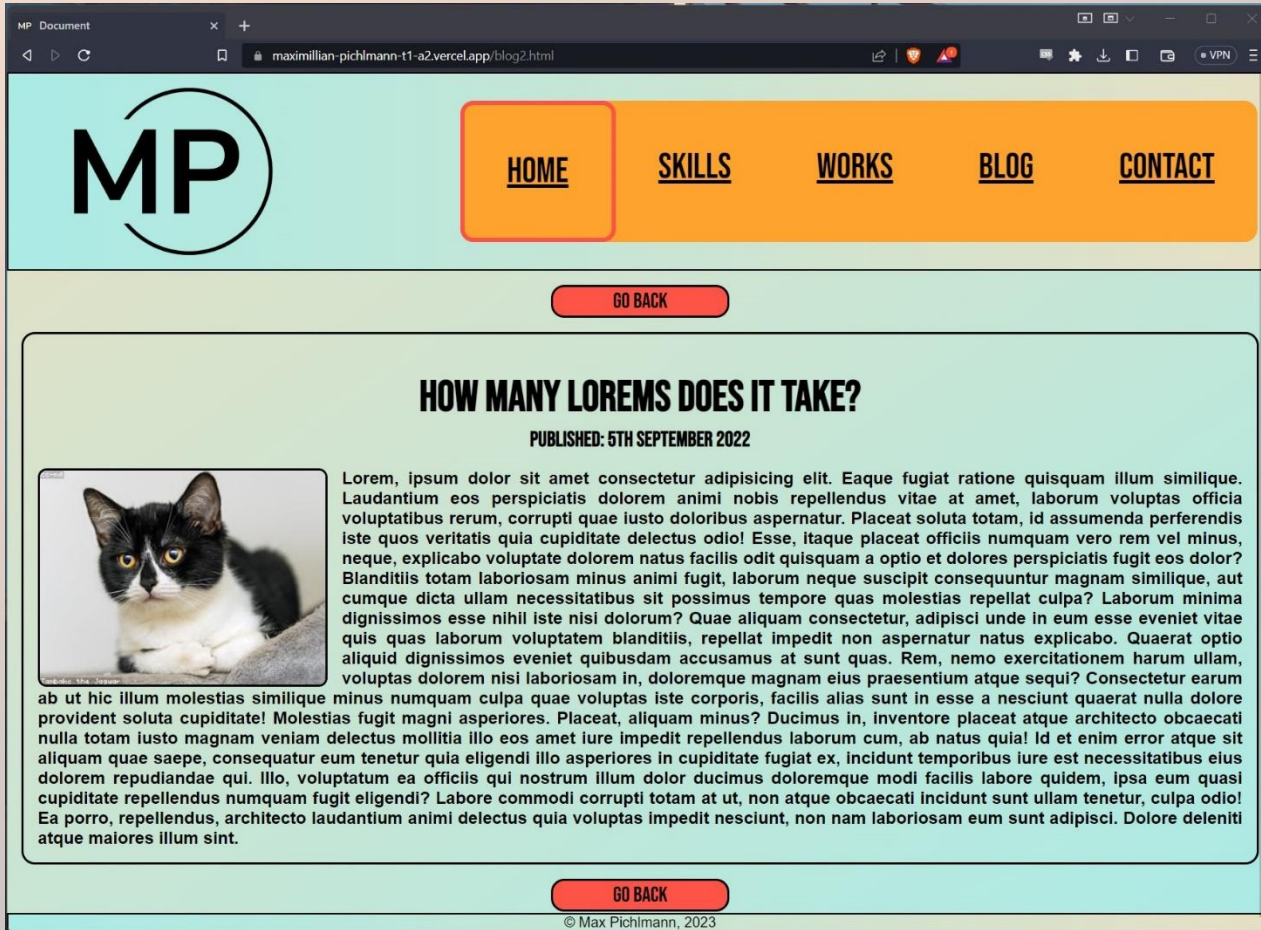 MP Document
maximillian-pichlmann-t1-a2.vercel.app/blog2.html
VPN
MP
HOME
SKILLS
WORKS
BLOG
CONTACT
GO BACK
HOW MANY LOREMS DOES IT TAKE?
PUBLISHED: 5TH SEPTEMBER 2022
Lorem, ipsum dolor sit amet consectetur adipisicing elit. Eaque fugiat ratione quisquam illum similique.
Laudantium eos perspiciatis dolorem animi nobis repellendus vitae at amet, laborum voluptas officia
voluptatibus rerum, corrupti quae iusto doloribus aspernatur. Placeat soluta totam, id assumenda perferendis
iste quos veritatis quia cupiditate delectus odio! Esse, itaque placeat officiis numquam vero rem vel minus,
neque, explicabo voluptate dolorem natus facilis odit quisquam a optio et dolores perspiciatis fugit eos dolor?
Blanditiis totam laboriosam minus animi fugit, laborum neque suscipit consequuntur magnam similique, aut
cumque dicta ullam necessitatibus sit possimus tempore quas molestias repellat culpa? Laborum minima
dignissimos esse nihil iste nisi dolorum? Quae aliquam consectetur, adipisci unde in eum esse eveniet vitae
quis quas laborum voluptatem blanditiis, repellat impedit non aspernatur natus explicabo. Quaerat optio
aliquid dignissimos eveniet quibusdam accusamus at sunt quas. Rem, nemo exercitationem harum ullam,
voluptas dolorem nisi laboriosam in, doloremque magnam eius praesentium atque sequi? Consectetur earum
Tambako the Jaguar
ab ut hic illum molestias similique minus numquam culpa quae voluptas iste corporis, facilis alias sunt in esse a nesciunt quaerat nulla dolore
provident soluta cupiditate! Molestias fugit magni asperiores. Placeat, aliquam minus? Ducimus in, inventore placeat atque architecto obcaecati
nulla totam iusto magnam veniam delectus mollitia illo eos amet iure impedit repellendus laborum cum, ab natus quia! Id et enim error atque sit
aliquam quae saepe, consequatur eum tenetur quia eligendi illo asperiores in cupiditate fugiat ex, incidunt temporibus iure est necessitatibus eius
dolorem repudiandae qui. Illo, voluptatum ea officiis qui nostrum illum dolor ducimus doloremque modi facilis labore quidem, ipsa eum quasi
cupiditate repellendus numquam fugit eligendi? Labore commodi corrupti totam at ut, non atque obcaecati incidunt sunt ullam tenetur, culpa odio!
Ea porro, repellendus, architecto laudantium animi delectus quia voluptas impedit nesciunt, non nam laboriosam eum sunt adipisci. Dolore deleniti
atque maiores illum sint.
GO BACK
© Max Pichlmann, 2023